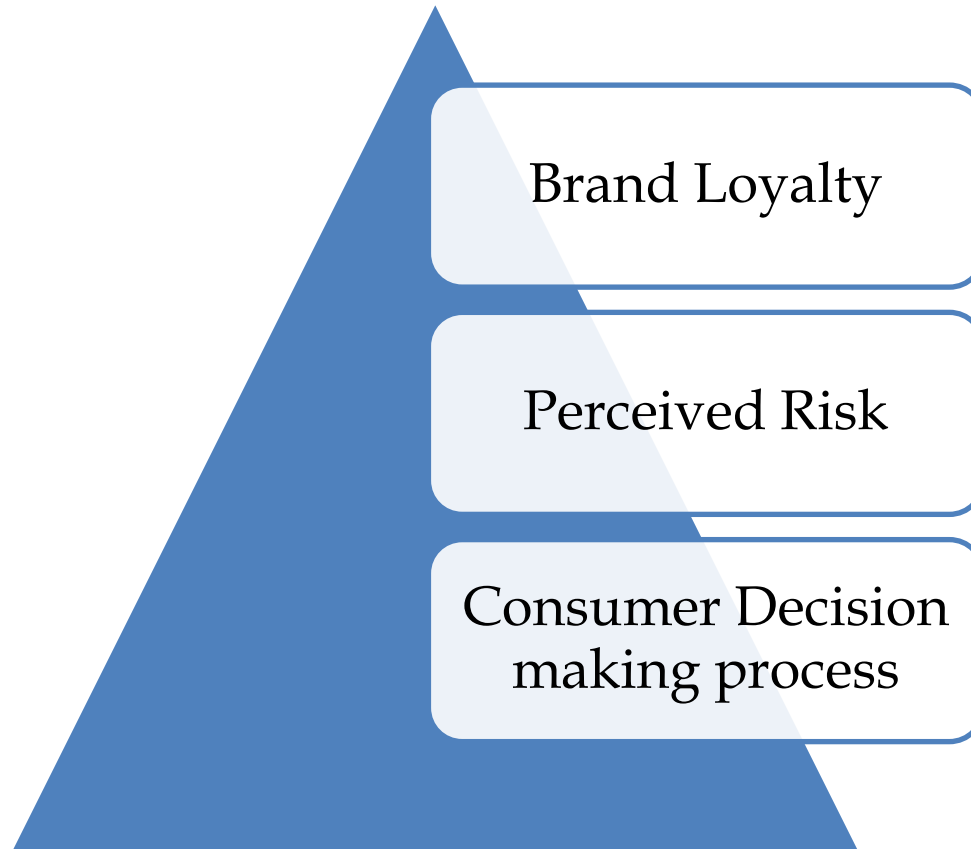 Brand Loyalty
Perceived Risk
Consumer Decision
making process